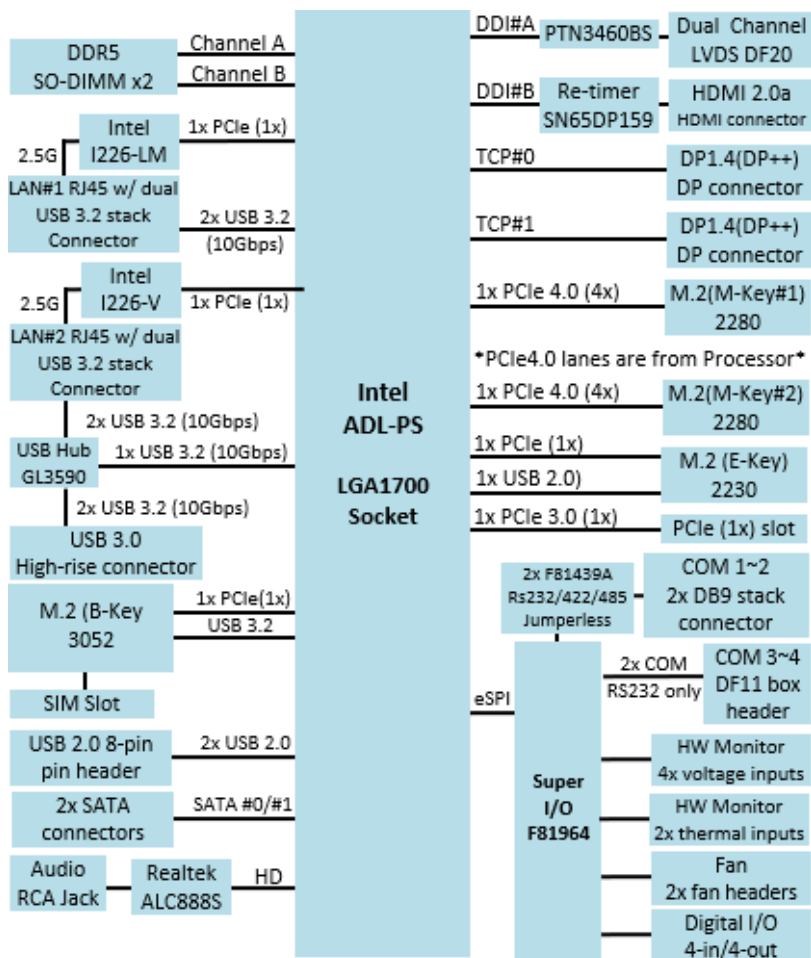 DDR5
SO-DIMM x2
Channel A
Channel B
Intel
I226-LM
1x PCIe (1x)
2.5G
LAN#1 RJ45 w/ dual
USB 3.2 stack
Connector
2x USB 3.2
(10Gbps)
Intel
I226-V
1x PCIe (1x)
2.5G
LAN#2 RJ45 w/ dual
USB 3.2 stack
Connector
2x USB 3.2 (10Gbps)
USB Hub
GL3590
1x USB 3.2 (10Gbps)
2x USB 3.2 (10Gbps)
USB 3.0
High-rise connector
M.2 (B-Key
3052
1x PCIe(1x)
USB 3.2
SIM Slot
USB 2.0 8-pin
pin header
2x USB 2.0
2x SATA
connectors
SATA #0/#1
Audio
RCA Jack
Realtek
ALC888S
HD
Intel
ADL-PS
LGA1700
Socket
DDI#A
PTN3460BS
Dual Channel
LVDS DF20
DDI#B
Re-timer
SN65DP159
HDMI 2.0a
HDMI connector
TCP#0
DP1.4(DP++)
DP connector
TCP#1
DP1.4(DP++)
DP connector
1x PCIe 4.0 (4x)
M.2(M-Key#1)
2280
*PCIe4.0 lanes are from Processor*
1x PCIe 4.0 (4x)
M.2(M-Key#2)
2280
1x PCIe (1x)
1x USB 2.0)
M.2 (E-Key)
2230
1x PCIe 3.0 (1x)
PCIe (1x) slot
2x F81439A
Rs232/422/485
Jumperless
COM 1~2
2x DB9 stack
connector
eSPI
Super
I/O
F81964
2x COM
RS232 only
COM 3~4
DF11 box
header
HW Monitor
4x voltage inputs
HW Monitor
2x thermal inputs
Fan
2x fan headers
Digital I/O
4-in/4-out